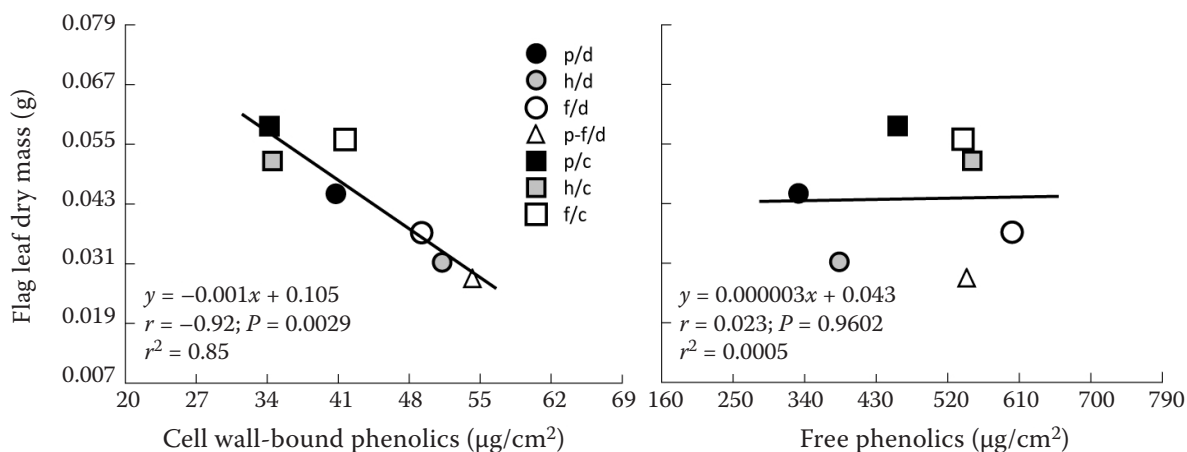 Flag leaf dry mass (g)
0.079
0.067
0.055
0.043
0.031
0.019
0.007
p/d
h/d
f/d
p-f/d
p/c
h/c
f/c
y = −0.001x + 0.105
r = −0.92; P = 0.0029
r² = 0.85
20 27 34 41 48 55 62 69
Cell wall-bound phenolics (µg/cm²)
y = 0.000003x + 0.043
r = 0.023; P = 0.9602
r² = 0.0005
160 250 340 430 520 610 700 790
Free phenolics (µg/cm²)